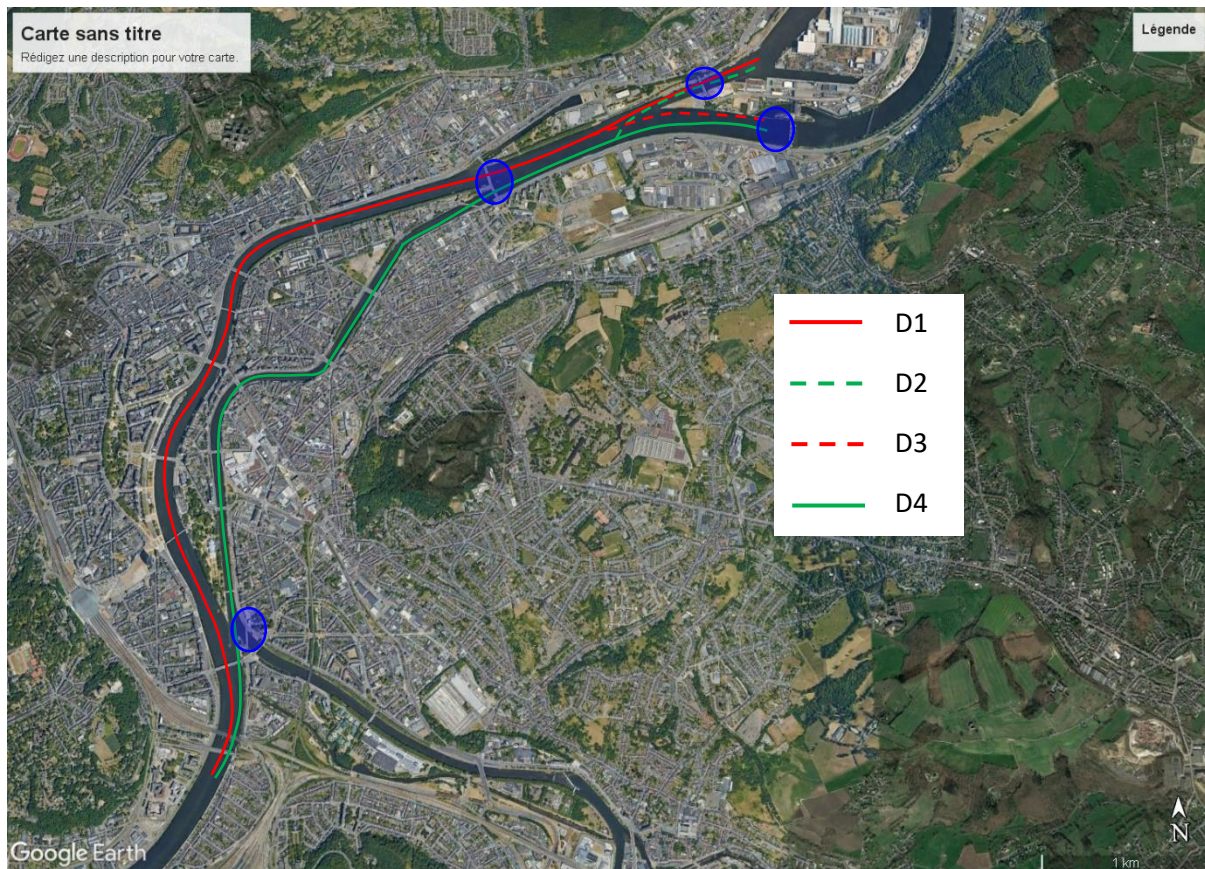 Carte sans titre
Rédigez une description pour votre carte.
Légende
D1
D2
D3
D4
Google Earth
N
1 km